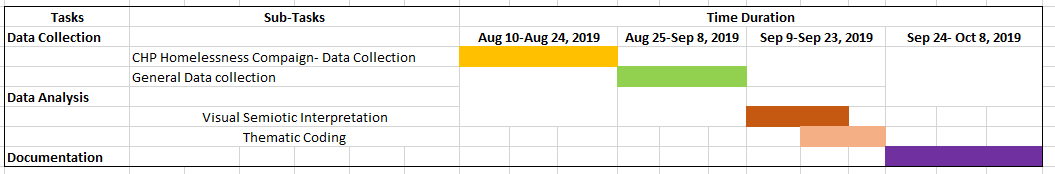 Tasks Sub-Tasks Time Duration
Data Collection Aug 10-Aug 24, 2019 Aug 25-Sep 8, 2019 Sep 9-Sep 23, 2019 Sep 24- Oct 8, 2019
CHP Homelessness Compaign- Data Collection
General Data collection
Data Analysis
Visual Semiotic Interpretation
Thematic Coding
Documentation